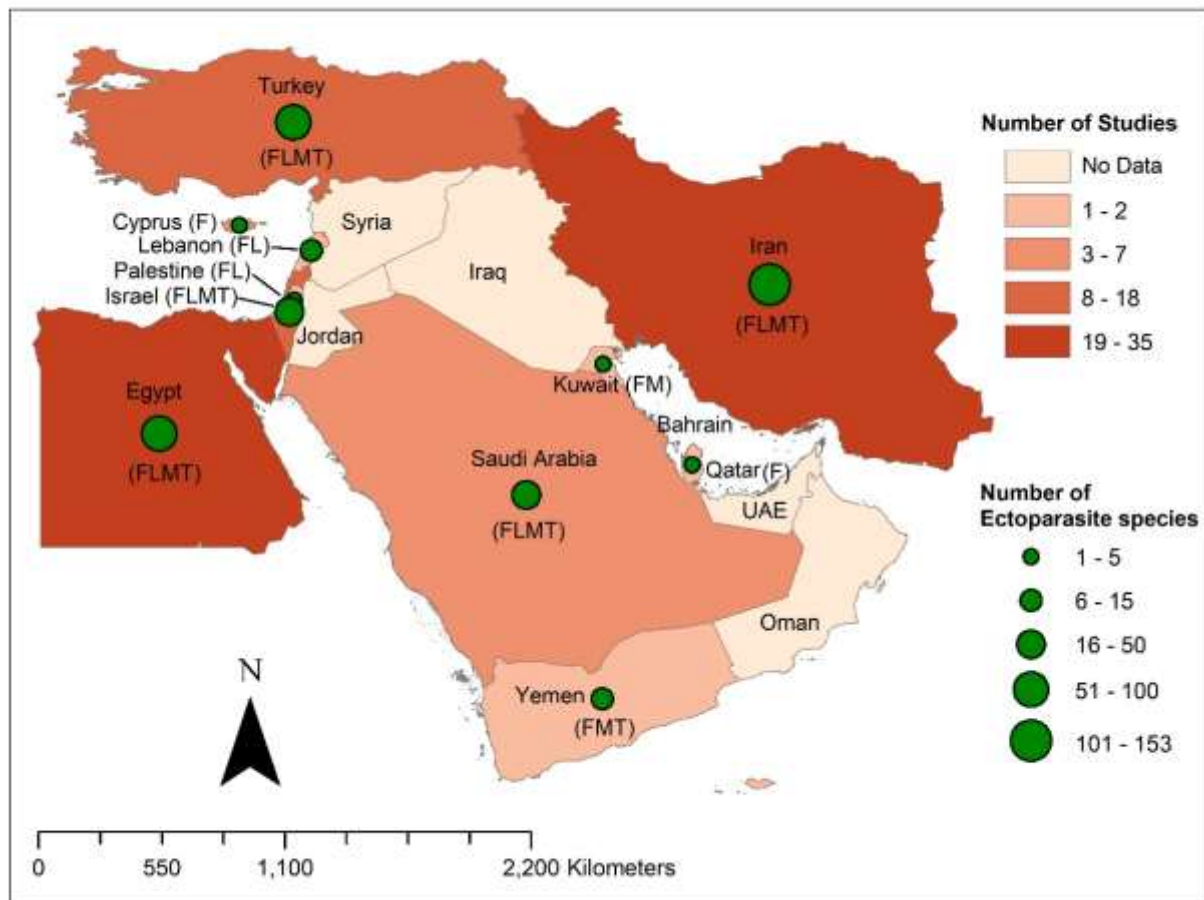 Turkey
(FLMT)
Cyprus (F)
Lebanon (FL)
Palestine (FL)
Israel (FLMT)
Syria
Iraq
Jordan
Iran
(FLMT)
Egypt
(FLMT)
Kuwait (FM)
Bahrain
Qatar (F)
Saudi Arabia
(FLMT)
UAE
Oman
Yemen
(FMT)
N
0 550 1,100 2,200 Kilometers
Number of Studies
No Data
1 - 2
3 - 7
8 - 18
19 - 35
Number of
Ectoparasite species
1 - 5
6 - 15
16 - 50
51 - 100
101 - 153